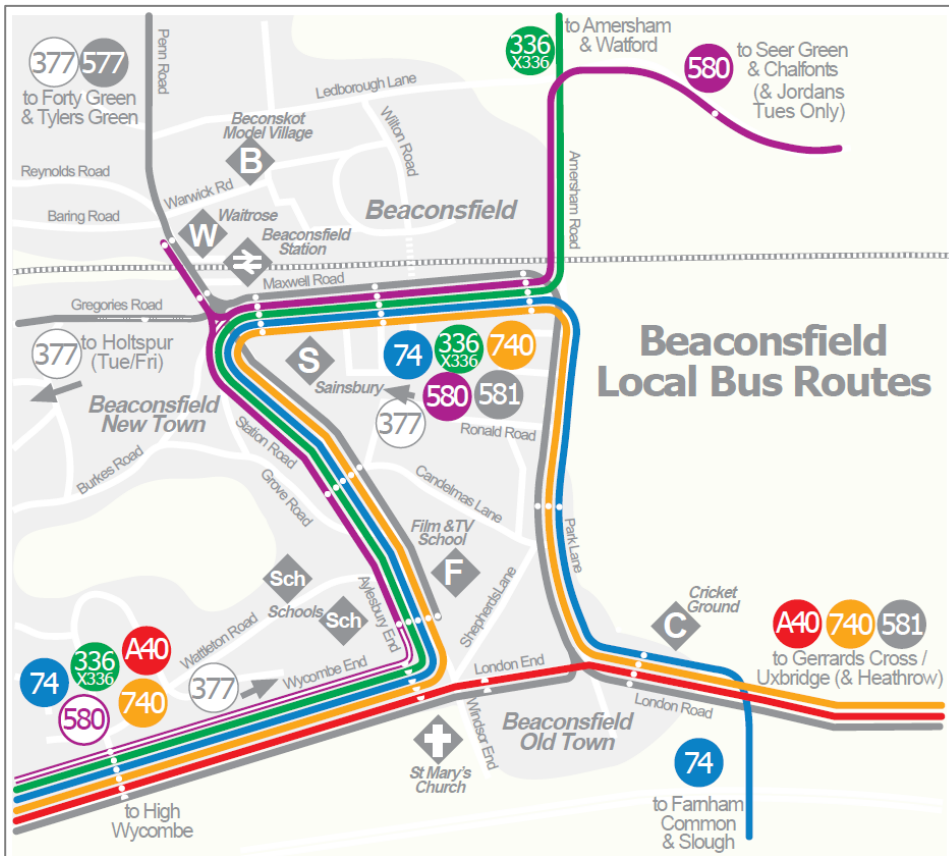 377
577
to Forty Green
& Tylers Green
Penn Road
336
X336
to Amersham
& Watford
580
to Seer Green
& Chalfonts
(& Jordans
Tues Only)
Ledborough Lane
Beconskot
Model Village
B
Wilton Road
Reynolds Road
Warwick Rd
Baring Road
W
Waitrose
Beaconsfield
Beaconsfield
Station
Amersham Road
Maxwell Road
Gregories Road
377
to Holtspur
(Tue/Fri)
S
Sainsbury
74
336
X336
740
580
581
377
Beaconsfield
Local Bus Routes
Beaconsfield
New Town
Ronald Road
Station Road
Burkes Road
Grove Road
Candelmas Lane
Film &TV
School
F
Park Lane
Sch
Schools
Sch
Aylesbury End
Shepherds Lane
Cricket
Ground
C
A40
740
581
to Gerrards Cross /
Uxbridge (& Heathrow)
Wattleton Road
74
336
X336
A40
580
740
377
Wycombe End
London End
London Road
Windsor End
Beaconsfield
Old Town
St Mary's
Church
74
to Farnham
Common
& Slough
to High
Wycombe